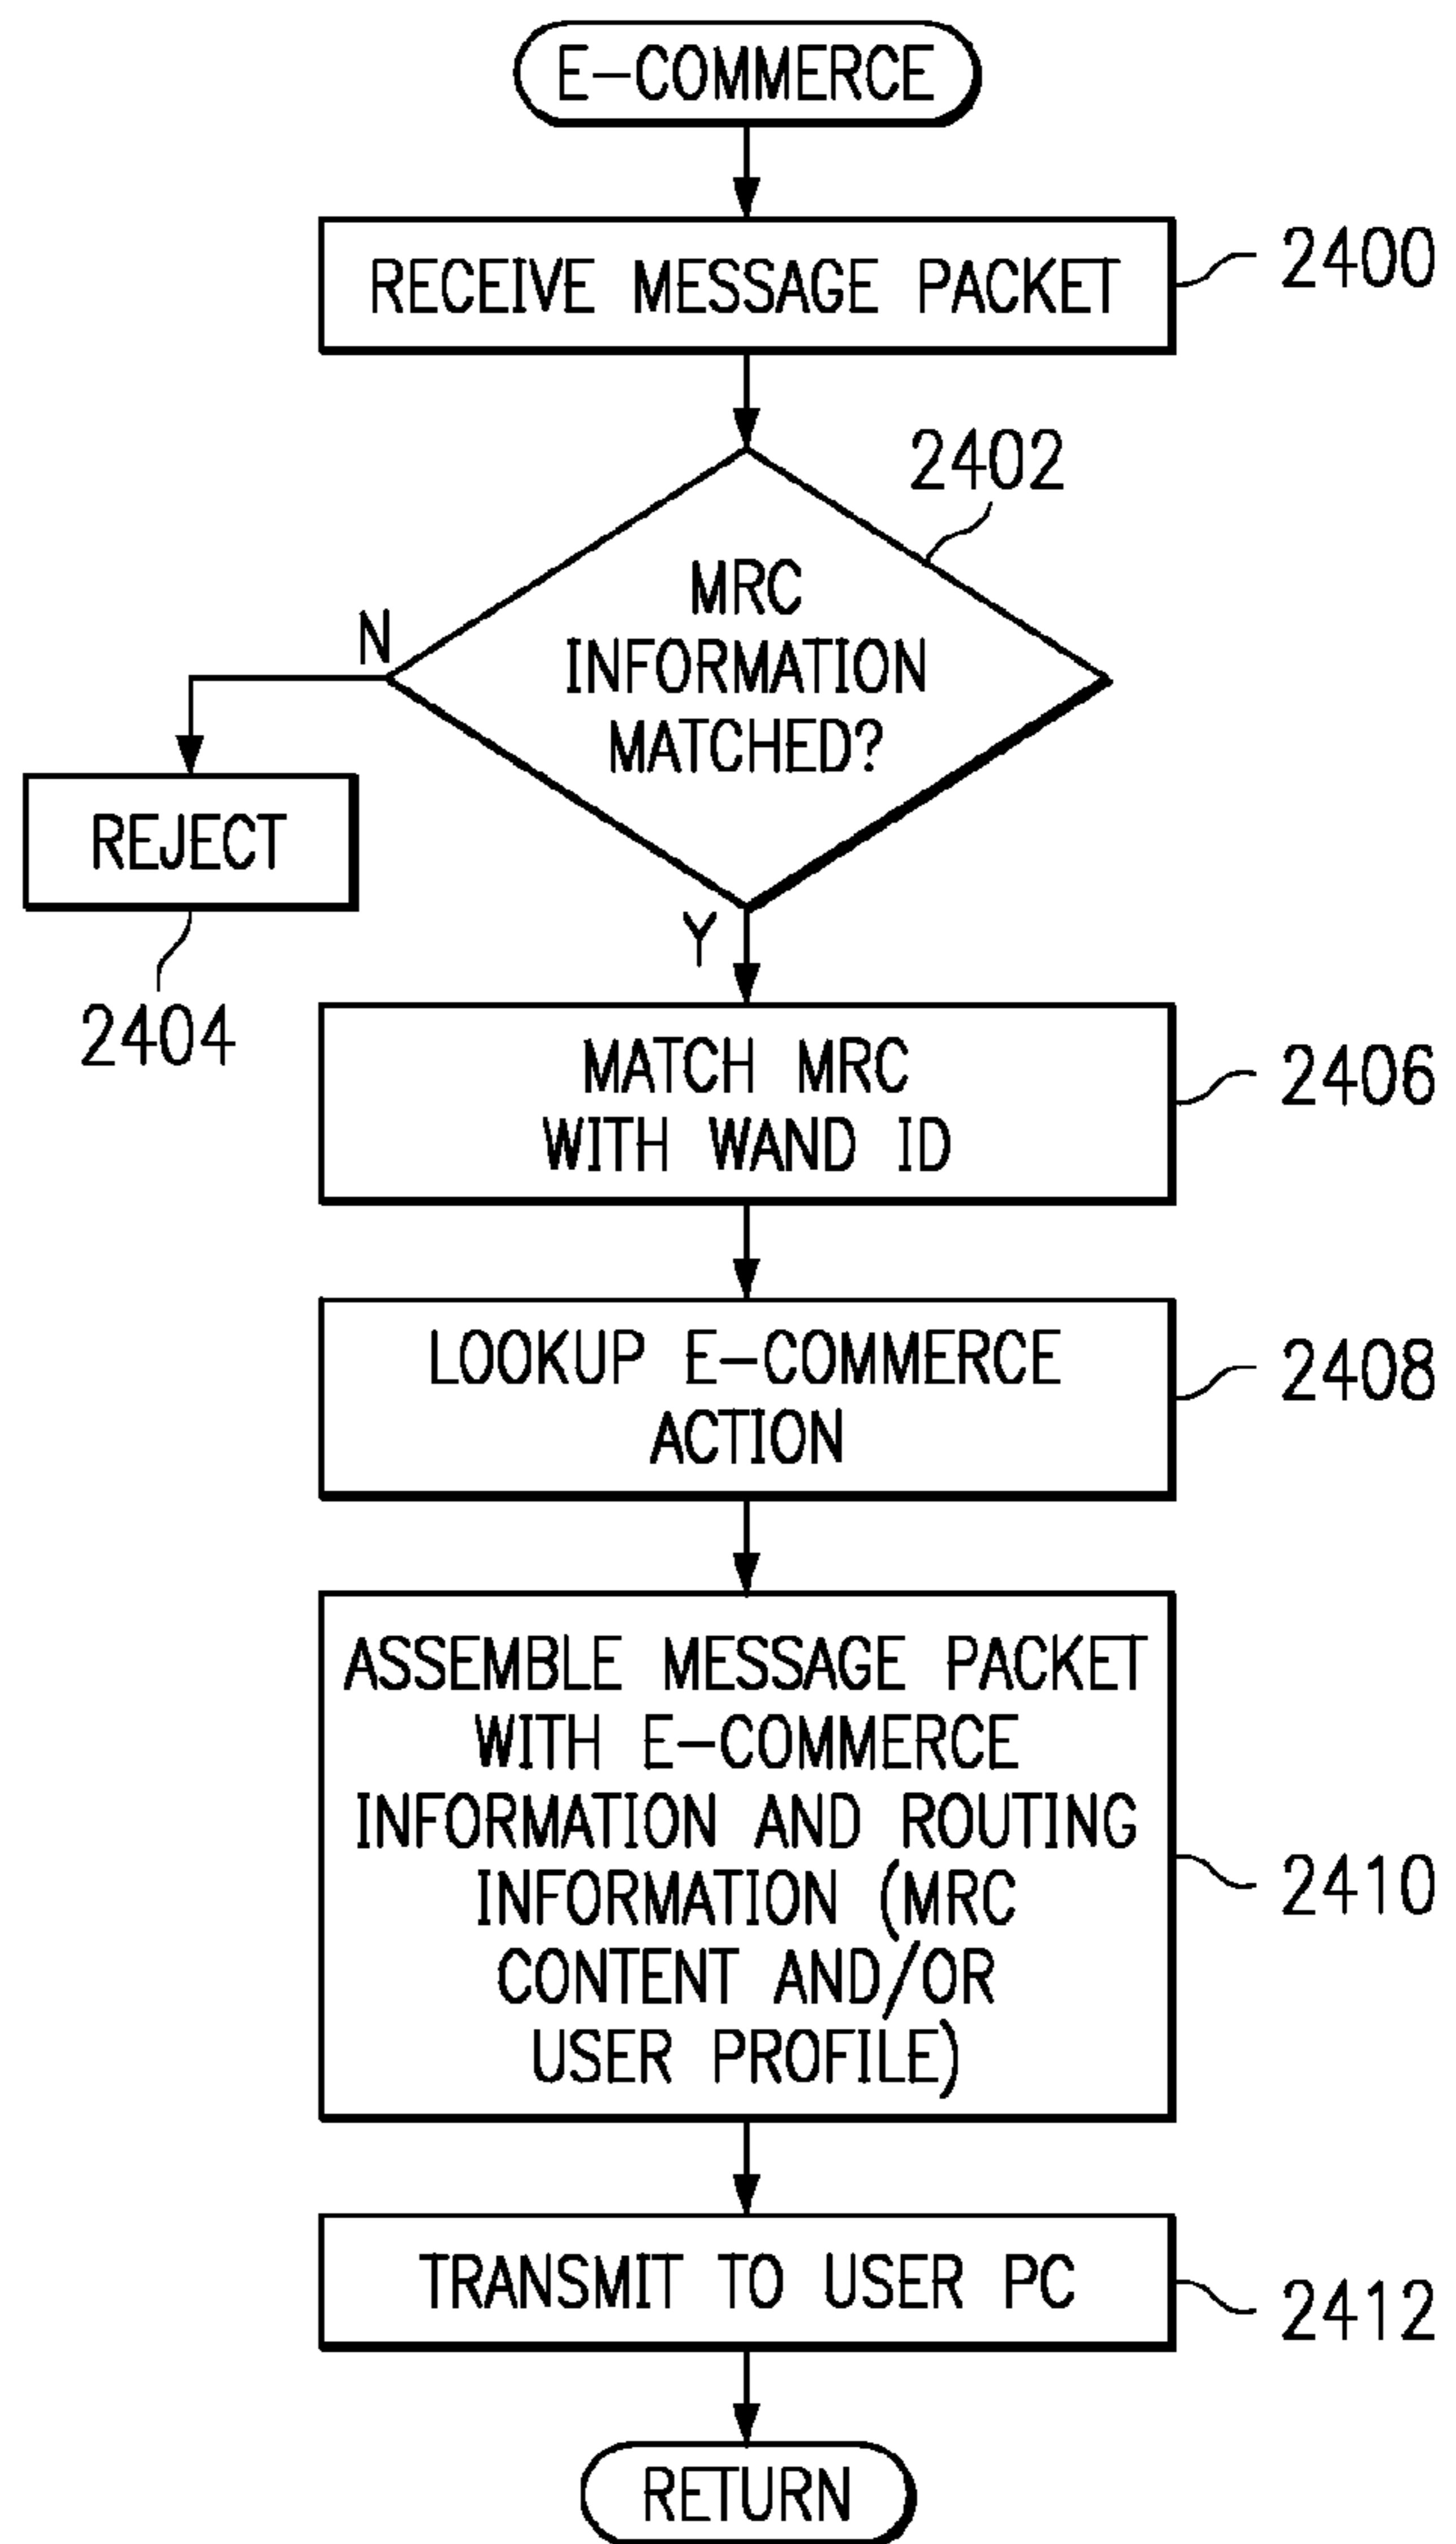 E-COMMERCE
RECEIVE MESSAGE PACKET
2400
2402
MRC
INFORMATION
MATCHED?
N
REJECT
2404
Y
MATCH MRC
WITH WAND ID
2406
LOOKUP E-COMMERCE
ACTION
2408
ASSEMBLE MESSAGE PACKET
WITH E-COMMERCE
INFORMATION AND ROUTING
INFORMATION (MRC
CONTENT AND/OR
USER PROFILE)
2410
TRANSMIT TO USER PC
2412
RETURN